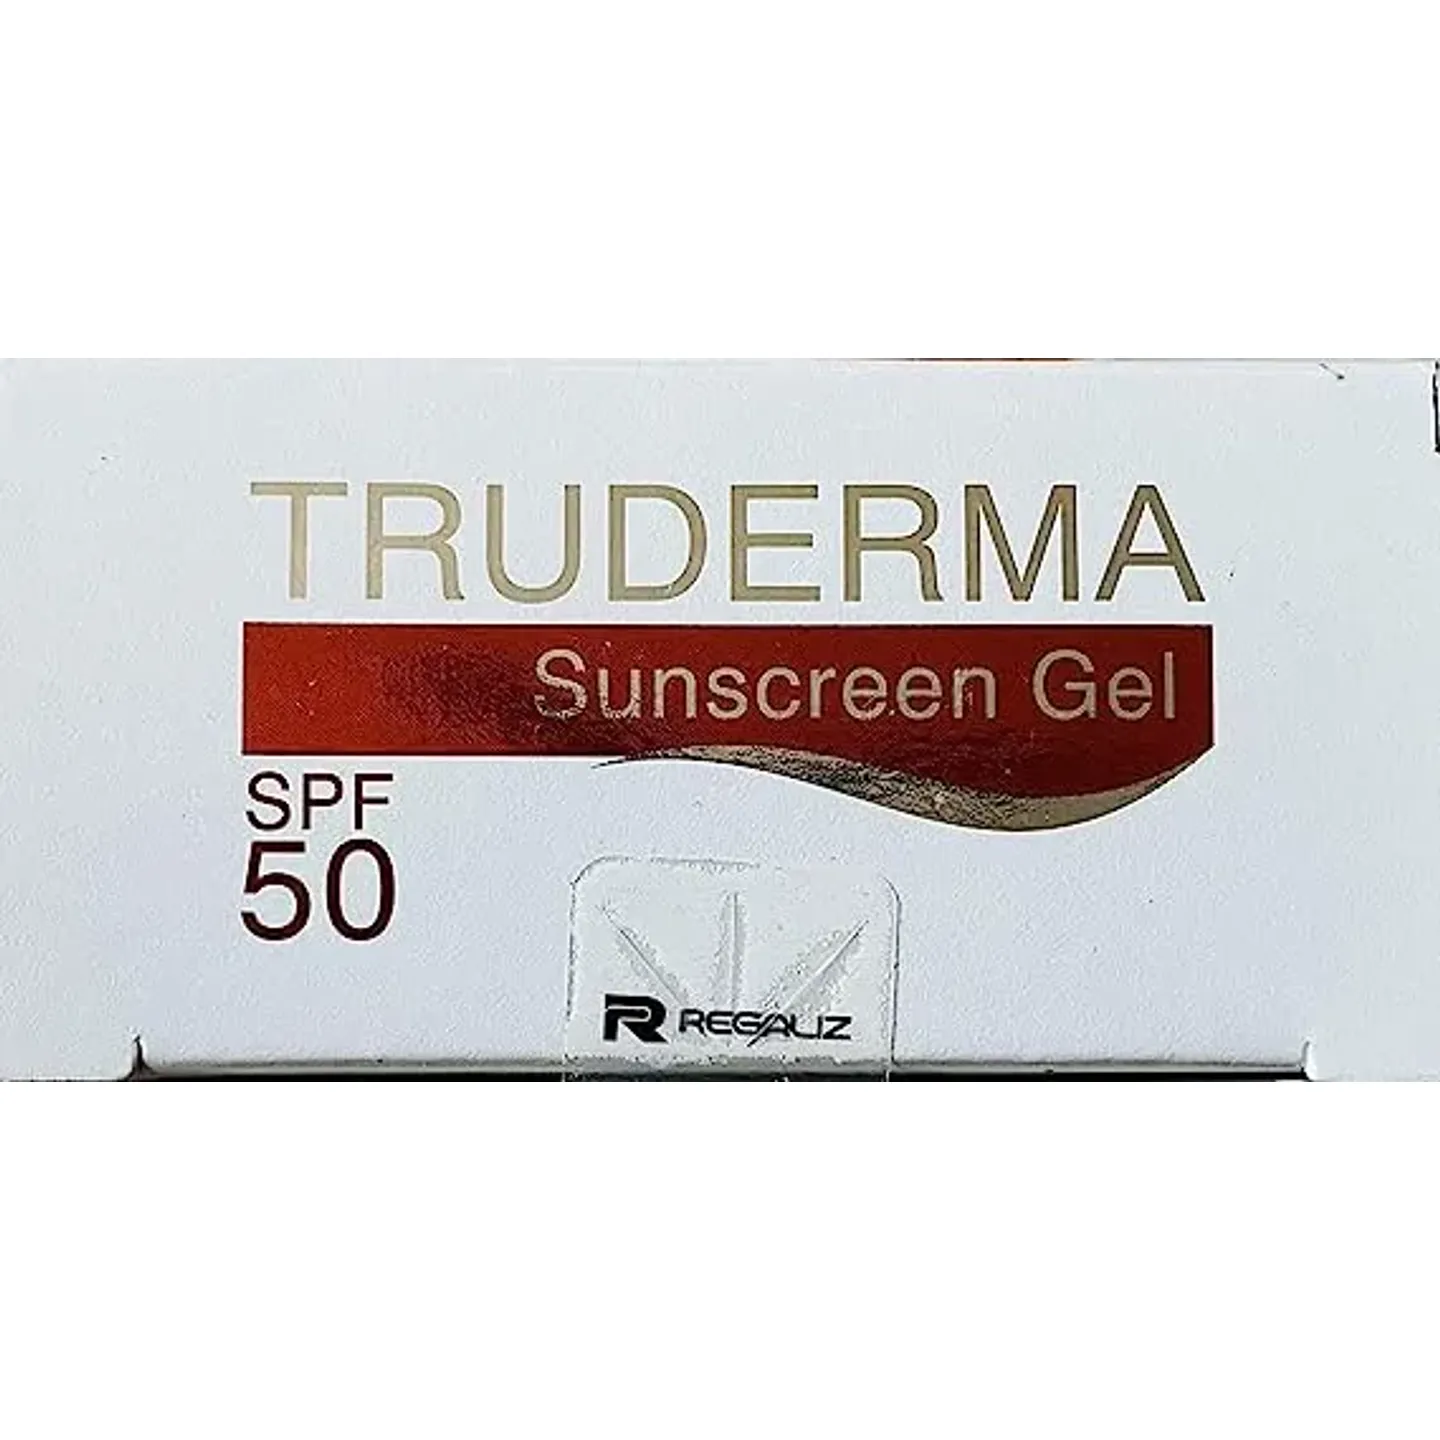 TRUDERMA
Sunscreen Gel
SPF
50
R REGALIZ